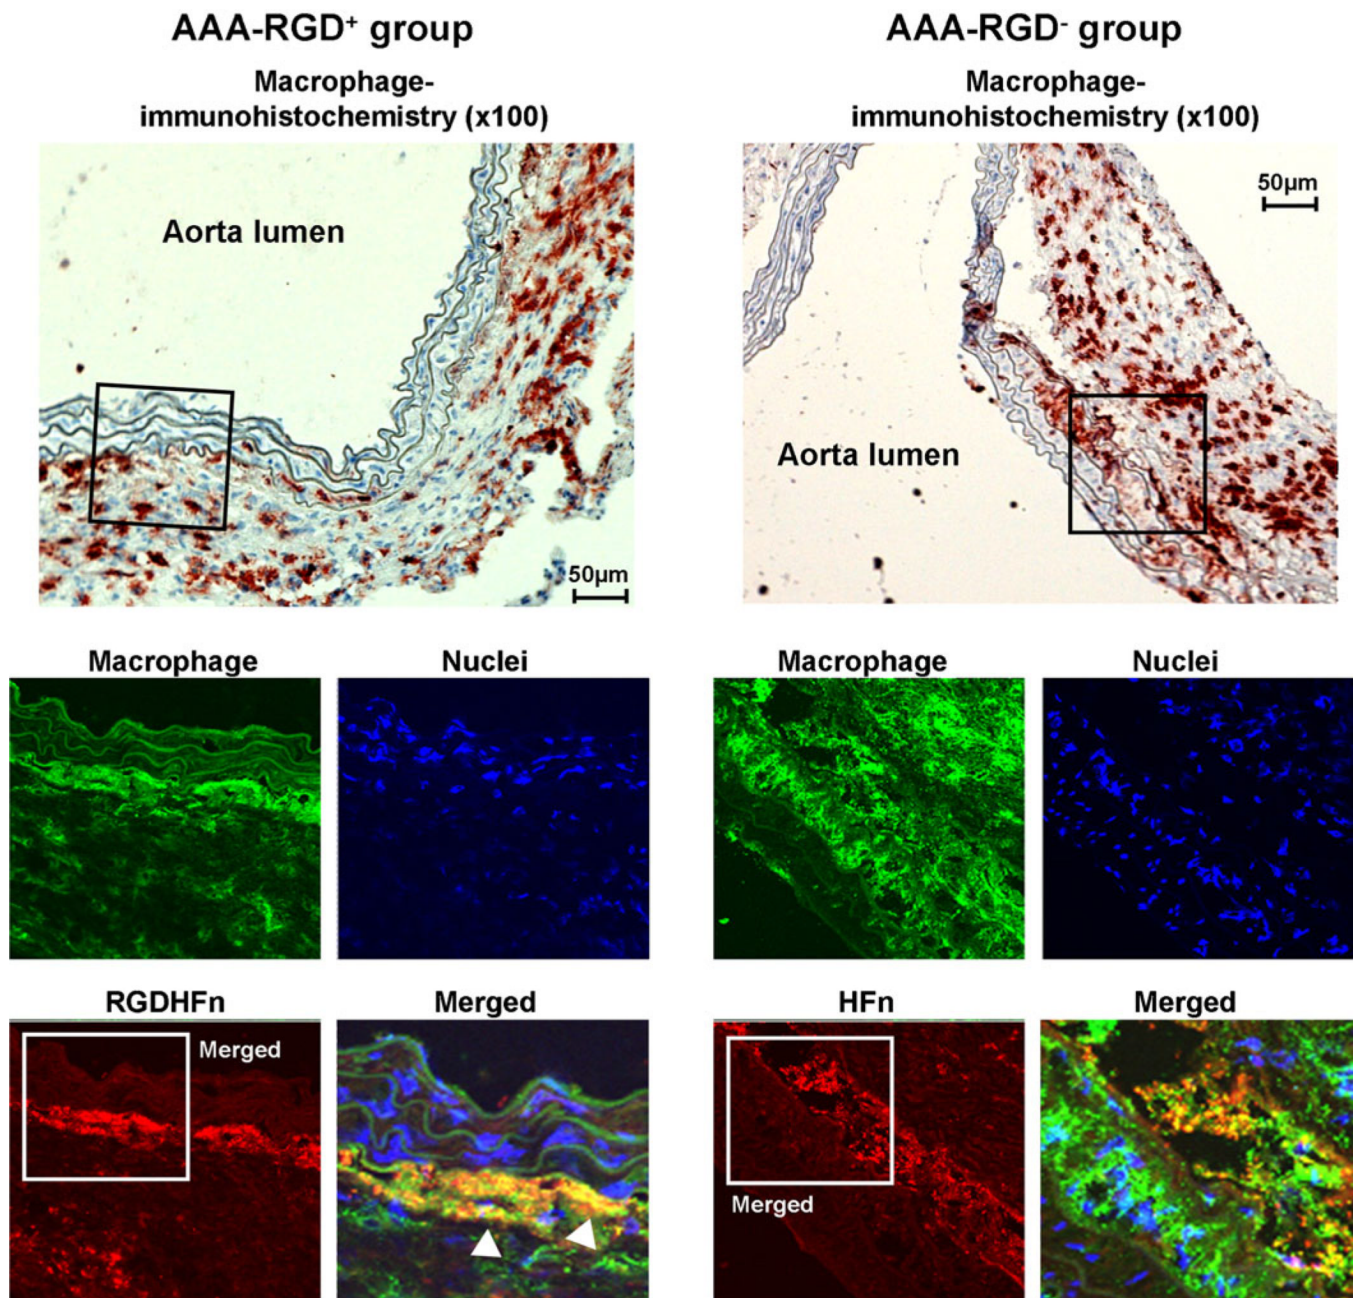 AAA-RGD⁺ group
Macrophage-
immunohistochemistry (x100)
Aorta lumen
50µm
Macrophage
Nuclei
RGDHFn
Merged
Merged
AAA-RGD⁻ group
Macrophage-
immunohistochemistry (x100)
50µm
Aorta lumen
Macrophage
Nuclei
HFn
Merged
Merged